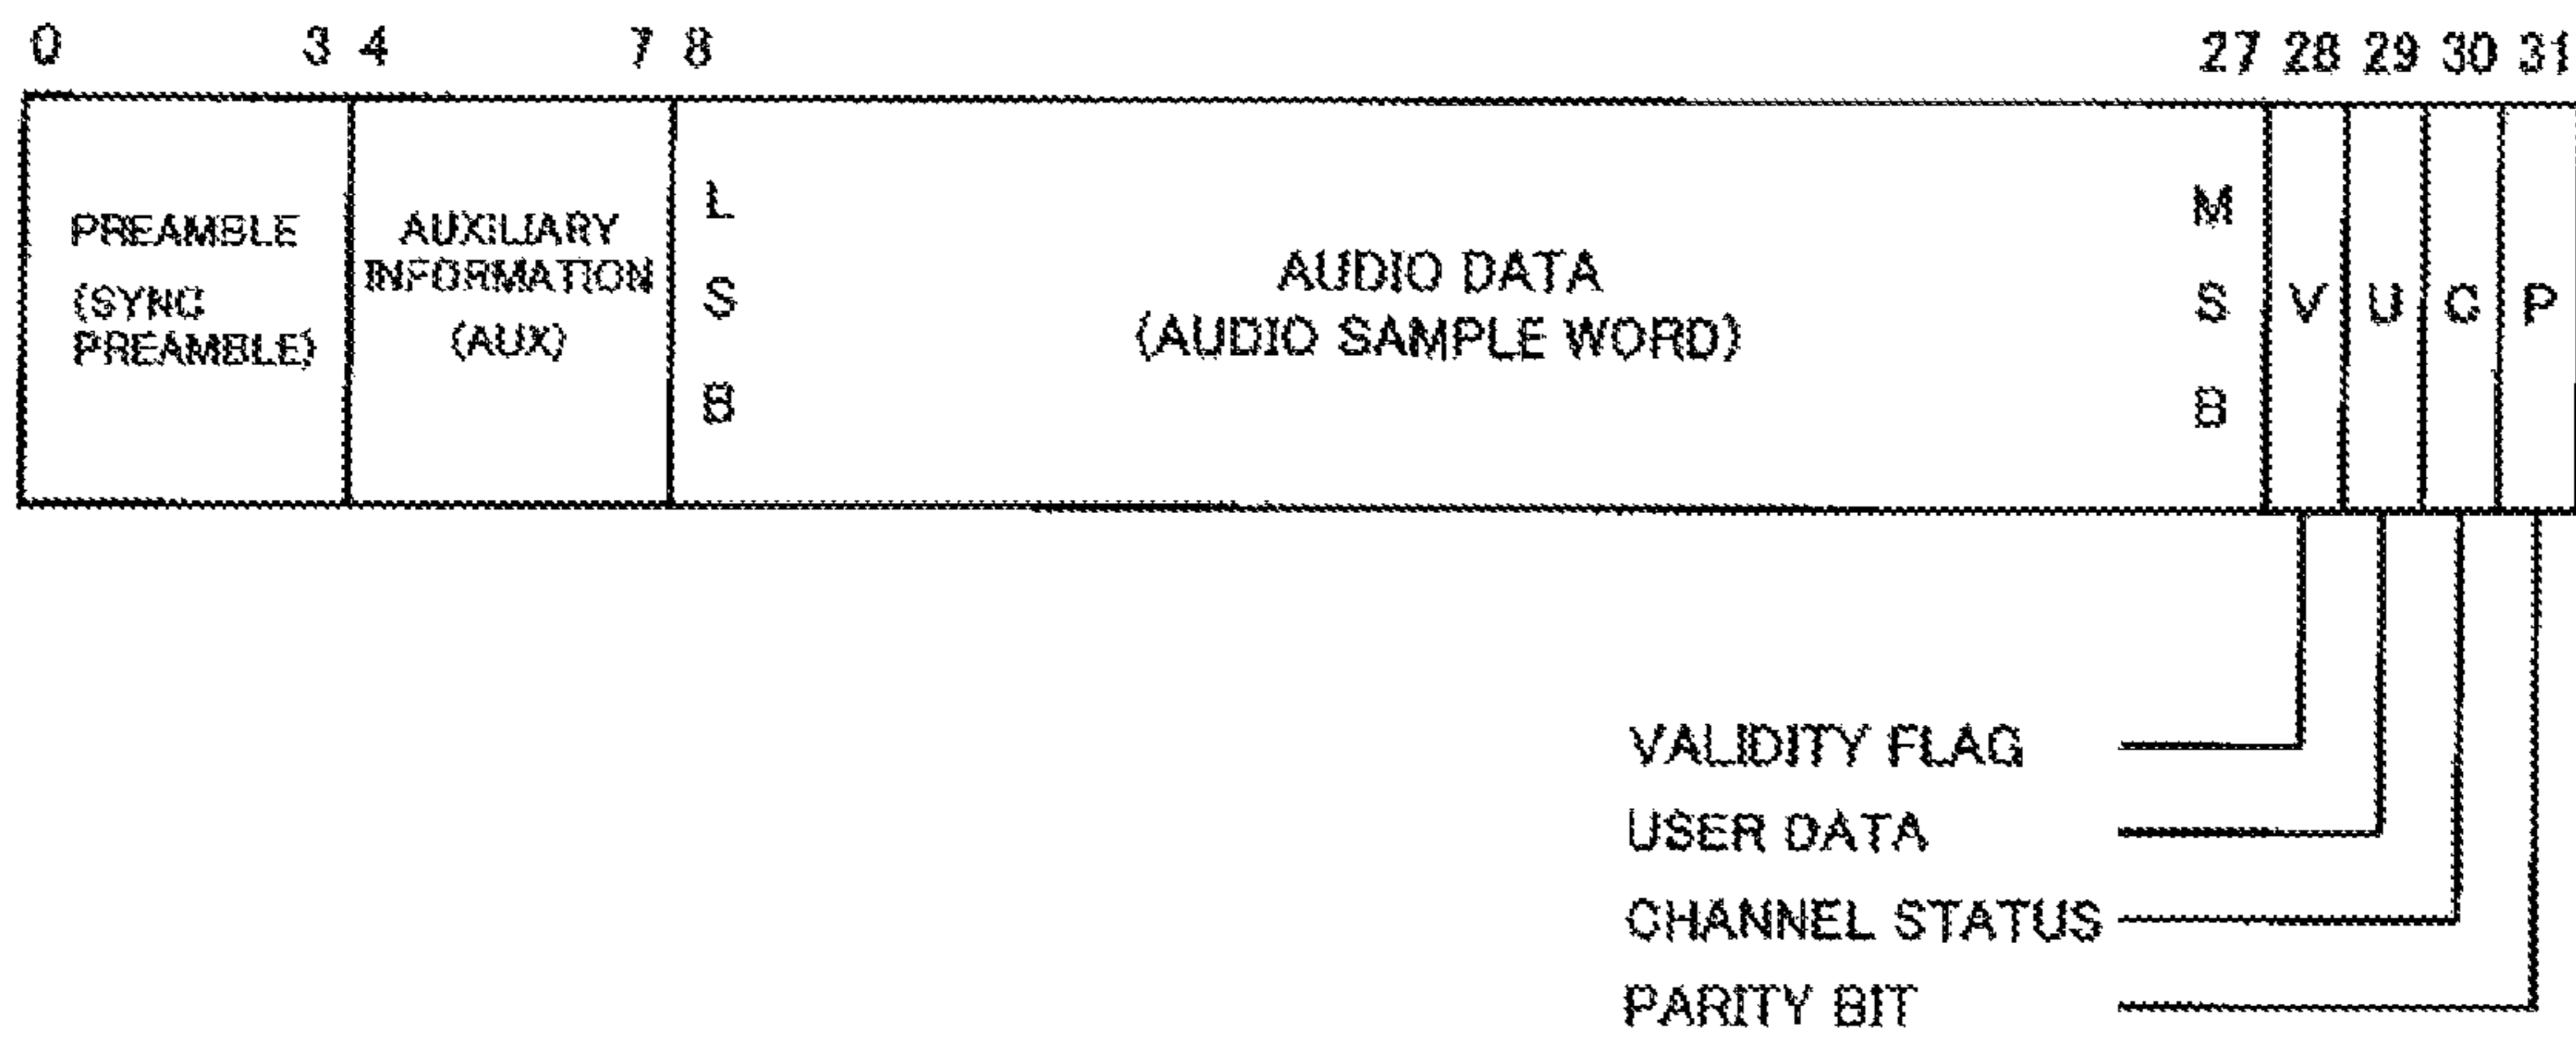 0 3 4 7 8 27 28 29 30 31
PREAMBLE
(SYNC
PREAMBLE)
AUXILIARY
INFORMATION
(AUX)
L
S
B
AUDIO DATA
(AUDIO SAMPLE WORD)
M
S
B
V U C P
VALIDITY FLAG
USER DATA
CHANNEL STATUS
PARITY BIT